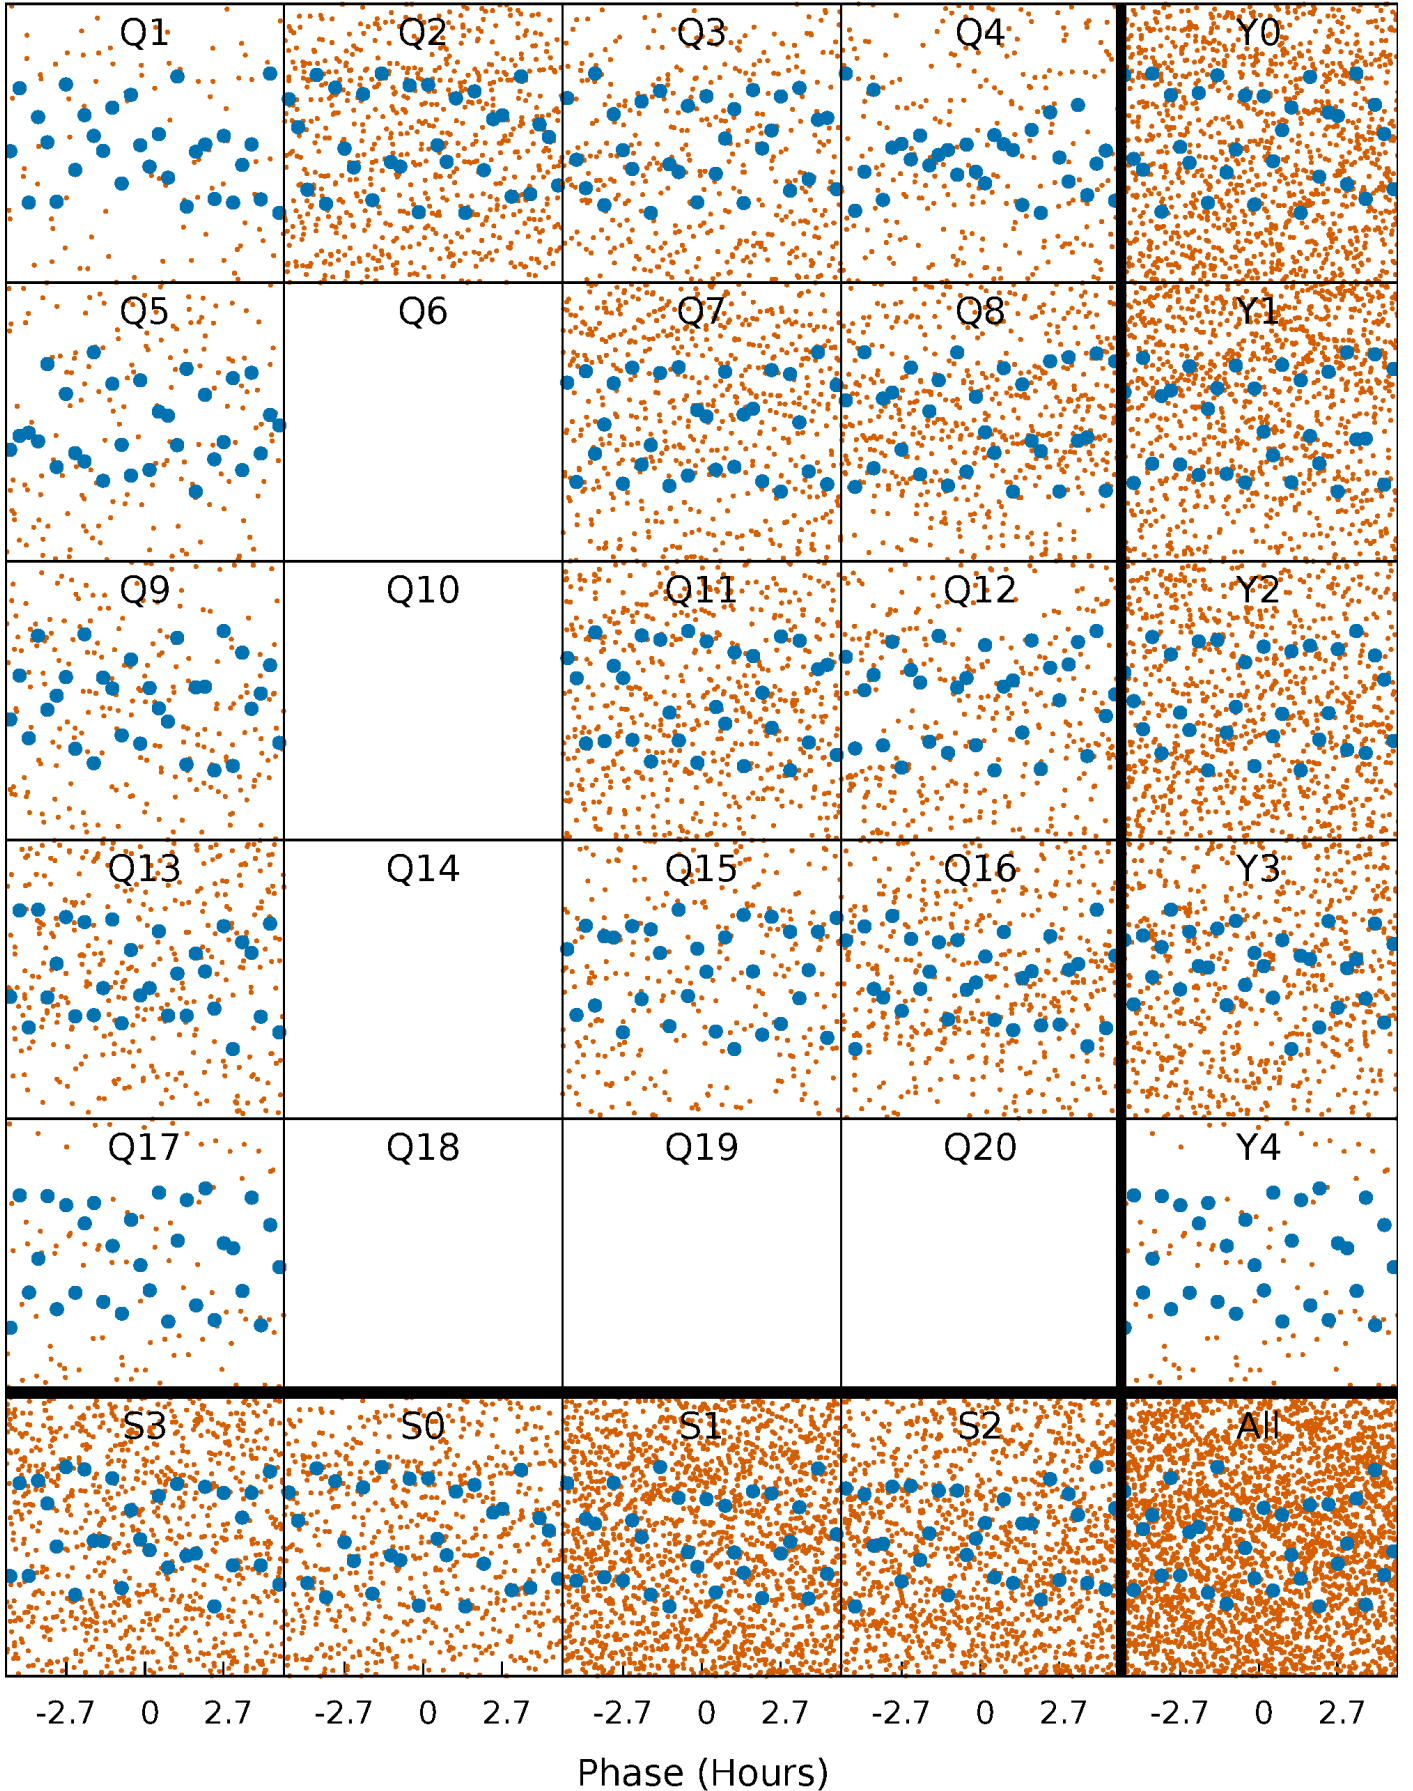 Q1 Q2 Q3 Q4 Y0
Q5 Q6 Q7 Q8 Y1
Q9 Q10 Q11 Q12 Y2
Q13 Q14 Q15 Q16 Y3
Q17 Q18 Q19 Q20 Y4
S3 S0 S1 S2 All
-2.7 0 2.7 -2.7 0 2.7 -2.7 0 2.7 -2.7 0 2.7 -2.7 0 2.7
Phase (Hours)